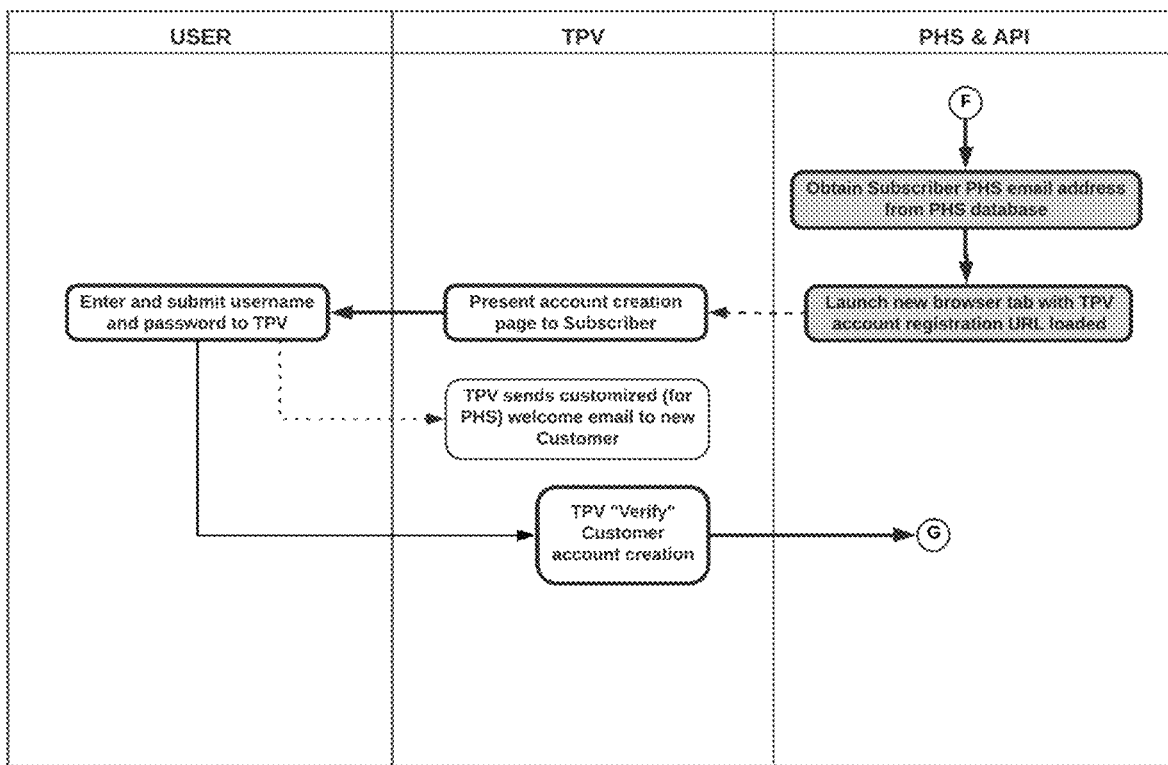 USER
TPV
PHS & API
F
Obtain Subscriber PHS email address
from PHS database
Enter and submit username
and password to TPV
Present account creation
page to Subscriber
Launch new browser tab with TPV
account registration URL loaded
TPV sends customized (for
PHS) welcome email to new
Customer
TPV "Verify"
Customer
account creation
G